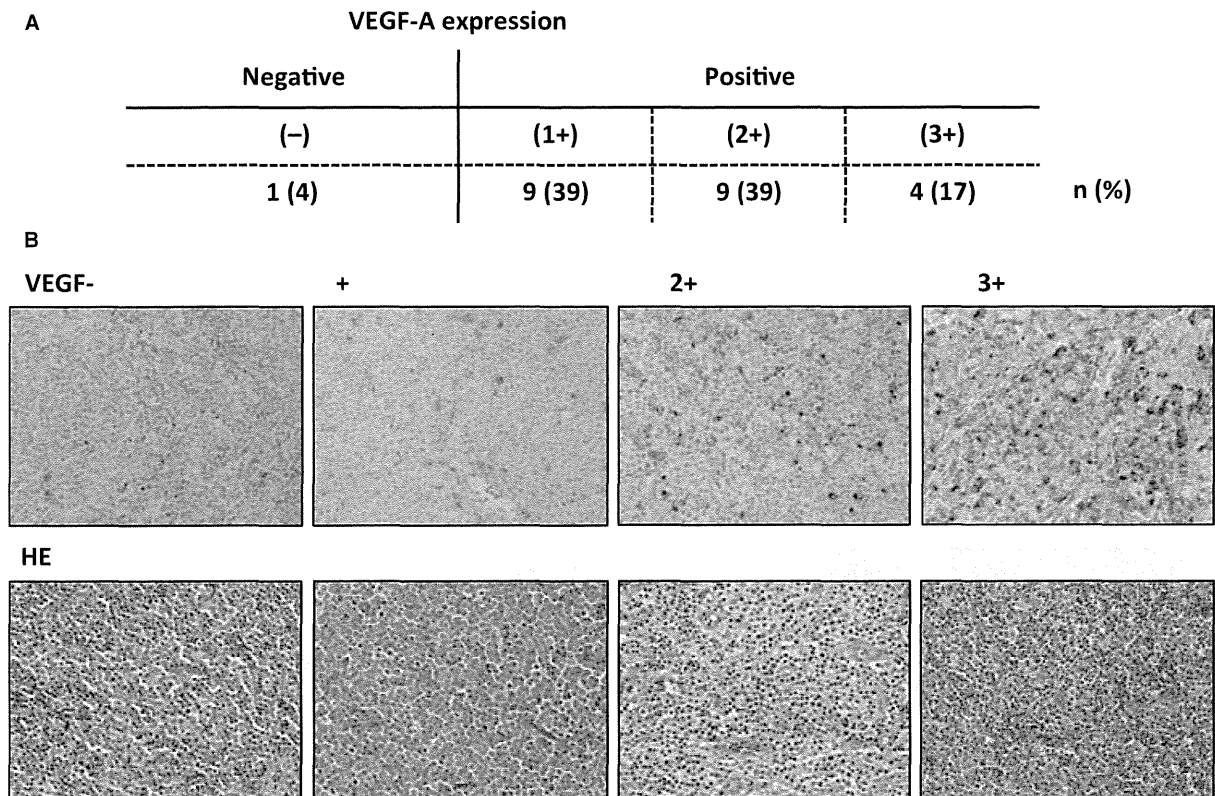 A
VEGF-A expression
Negative Positive
(–) (1+) (2+) (3+)
1 (4) 9 (39) 9 (39) 4 (17) n (%)
B
VEGF- + 2+ 3+
HE